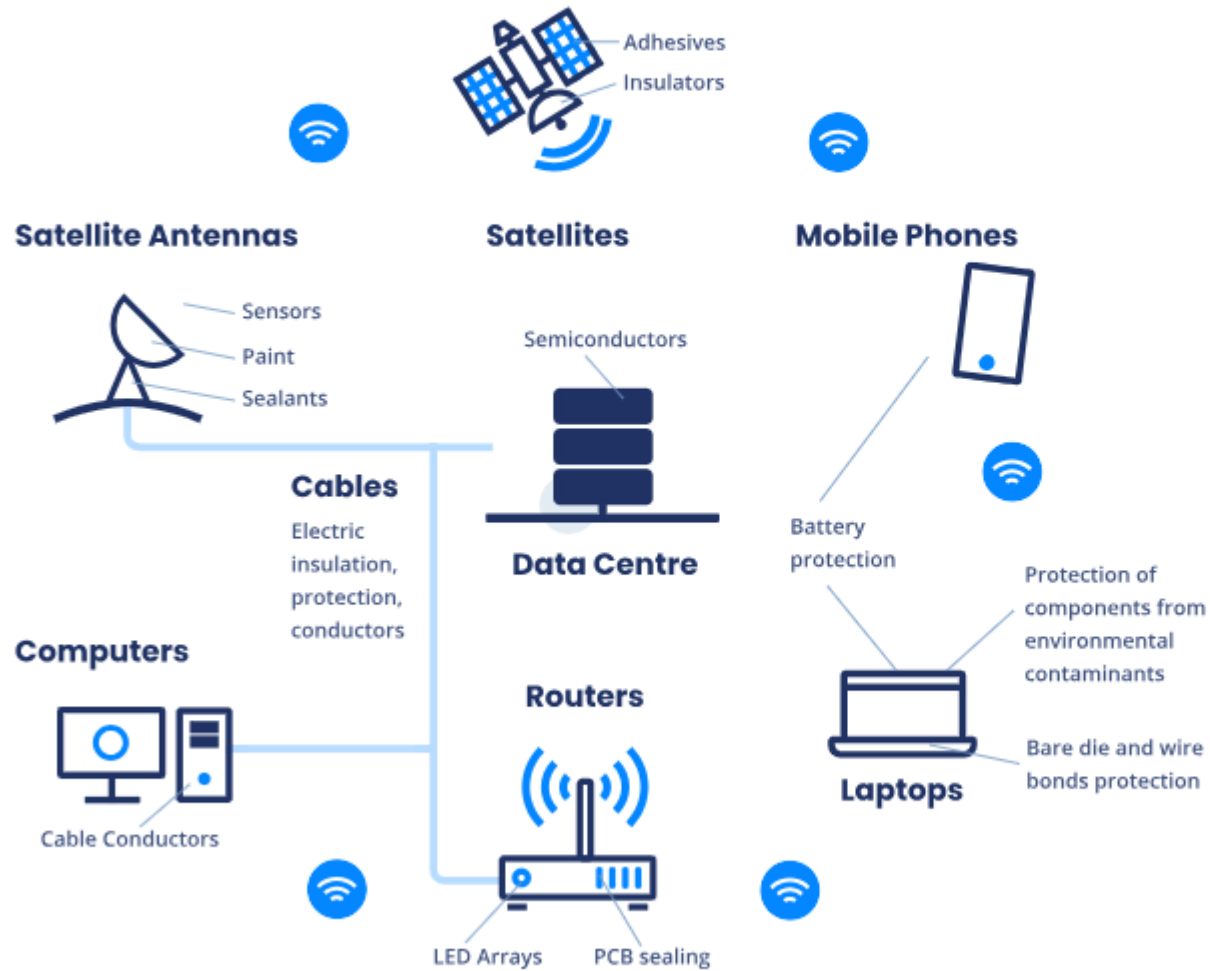 Adhesives
Insulators
Satellite Antennas
Satellites
Mobile Phones
Sensors
Paint
Sealants
Semiconductors
Cables
Electric
insulation,
protection,
conductors
Data Centre
Battery
protection
Protection of
components from
environmental
contaminants
Computers
Routers
Bare die and wire
bonds protection
Laptops
Cable Conductors
LED Arrays
PCB sealing